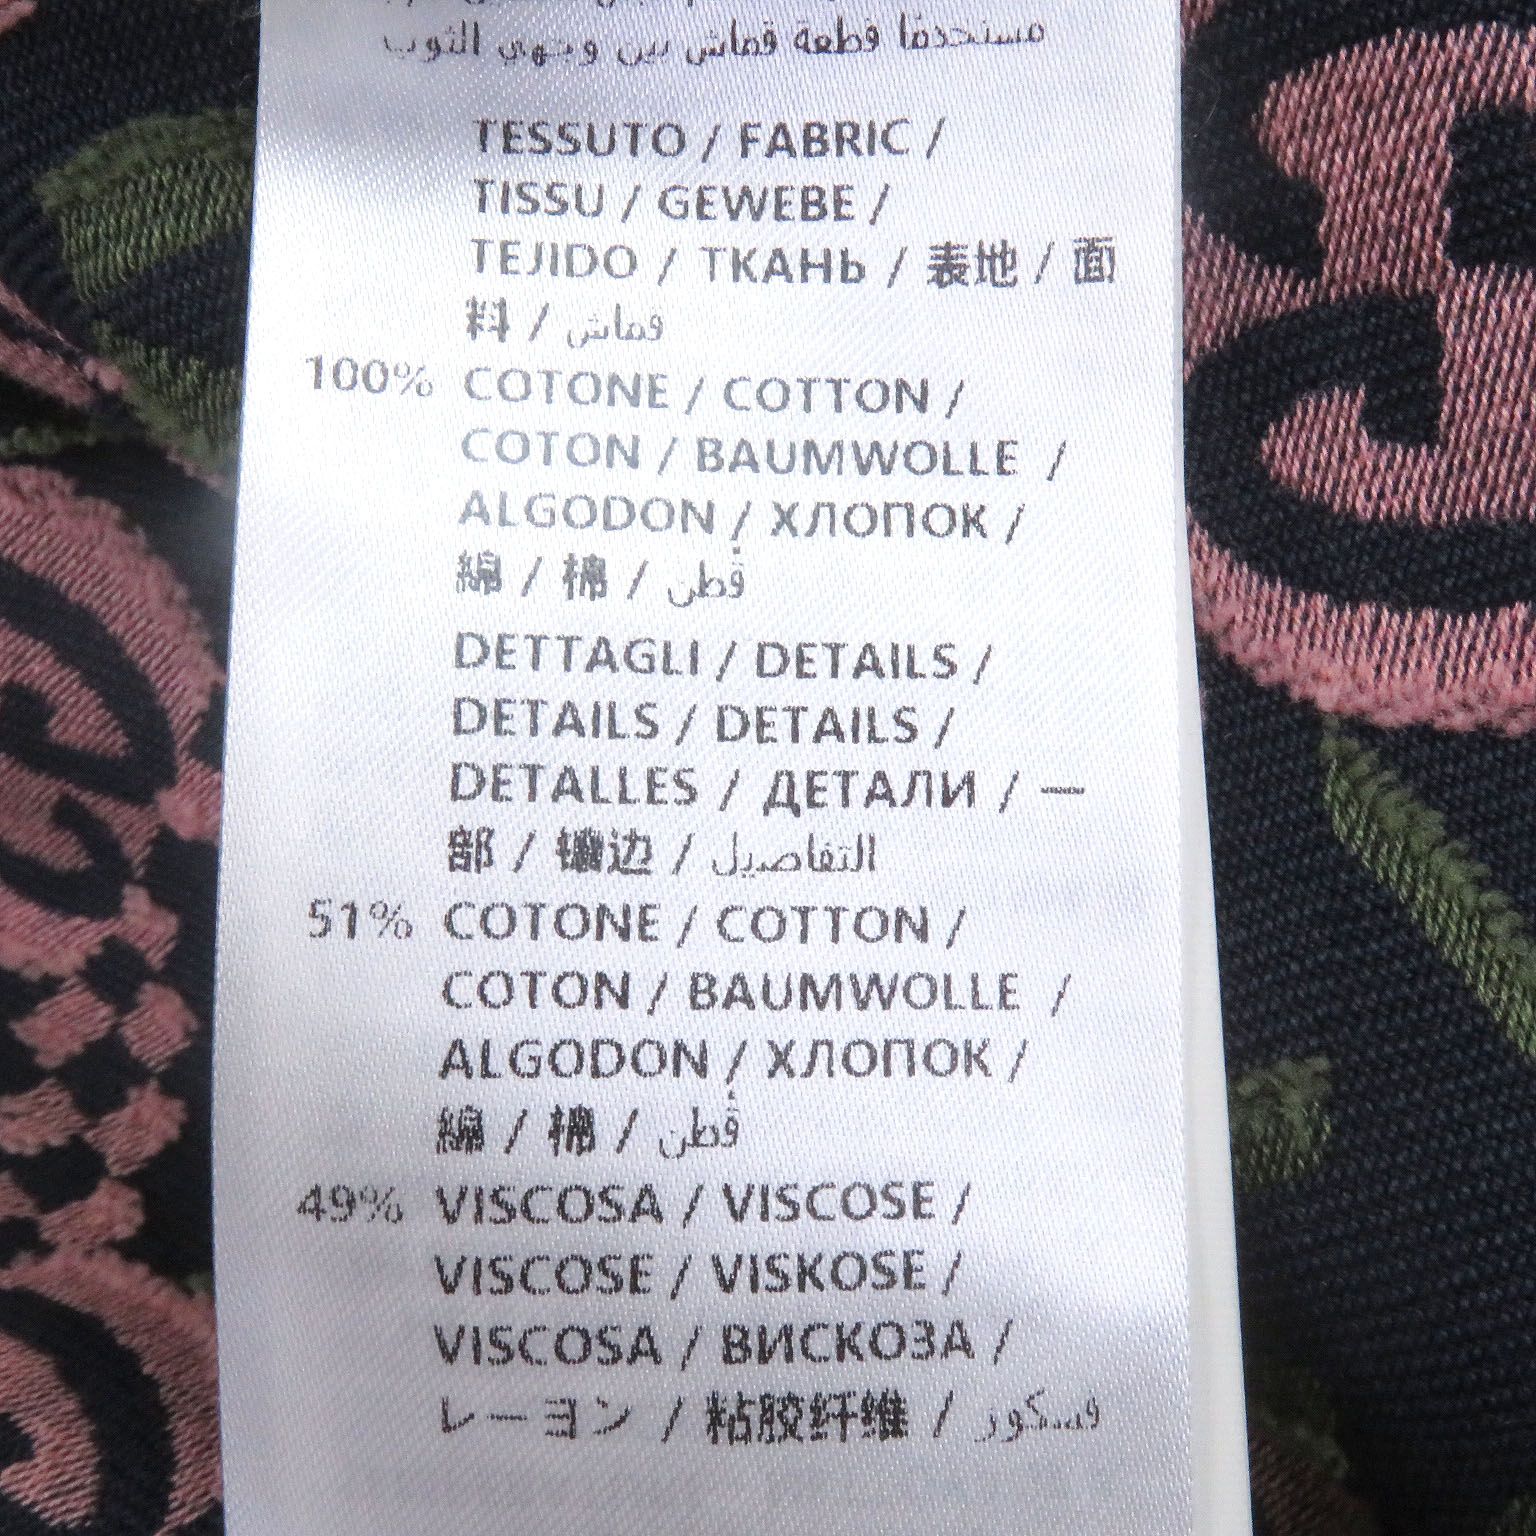 مستخدمًا قطعة قماش بين وجهي الثوب
TESSUTO / FABRIC /
TISSU / GEWEBE /
TEJIDO / ТКАНЬ / 表地 / 面
料 / قماش
100% COTONE / COTTON /
COTON / BAUMWOLLE /
ALGODON / ХЛОПОК /
綿 / 棉 / قطن
DETTAGLI / DETAILS /
DETAILS / DETAILS /
DETALLES / ДЕТАЛИ / 一
部 / 镶边 / التفاصيل
51% COTONE / COTTON /
COTON / BAUMWOLLE /
ALGODON / ХЛОПОК /
綿 / 棉 / قطن
49% VISCOSA / VISCOSE /
VISCOSE / VISKOSE /
VISCOSA / ВИСКОЗА /
レーヨン / 粘胶纤维 / فسكوز